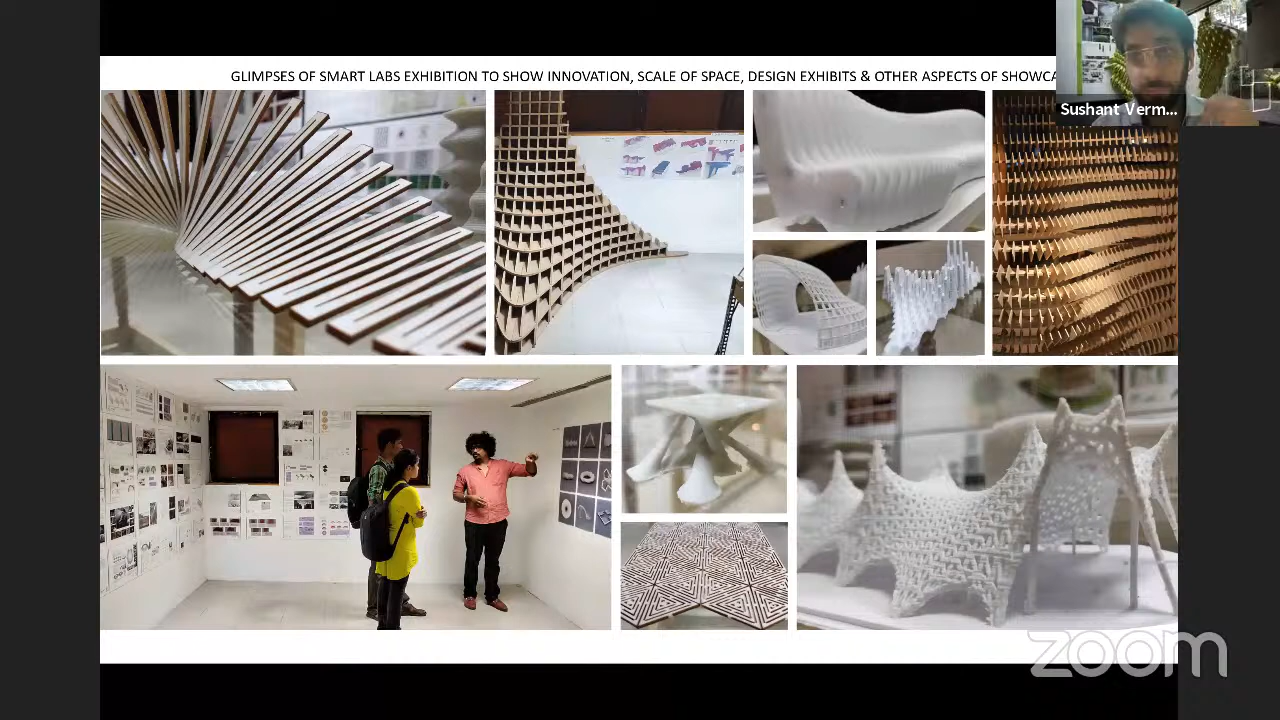 GLIMPSES OF SMART LABS EXHIBITION TO SHOW INNOVATION, SCALE OF SPACE, DESIGN EXHIBITS & OTHER ASPECTS OF SHOWCA
Sushant Verm...
zoom